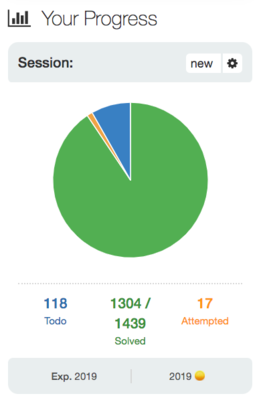 Your Progress
Session: new
118 1304 / 17
1439
Todo Solved Attempted
Exp. 2019 2019